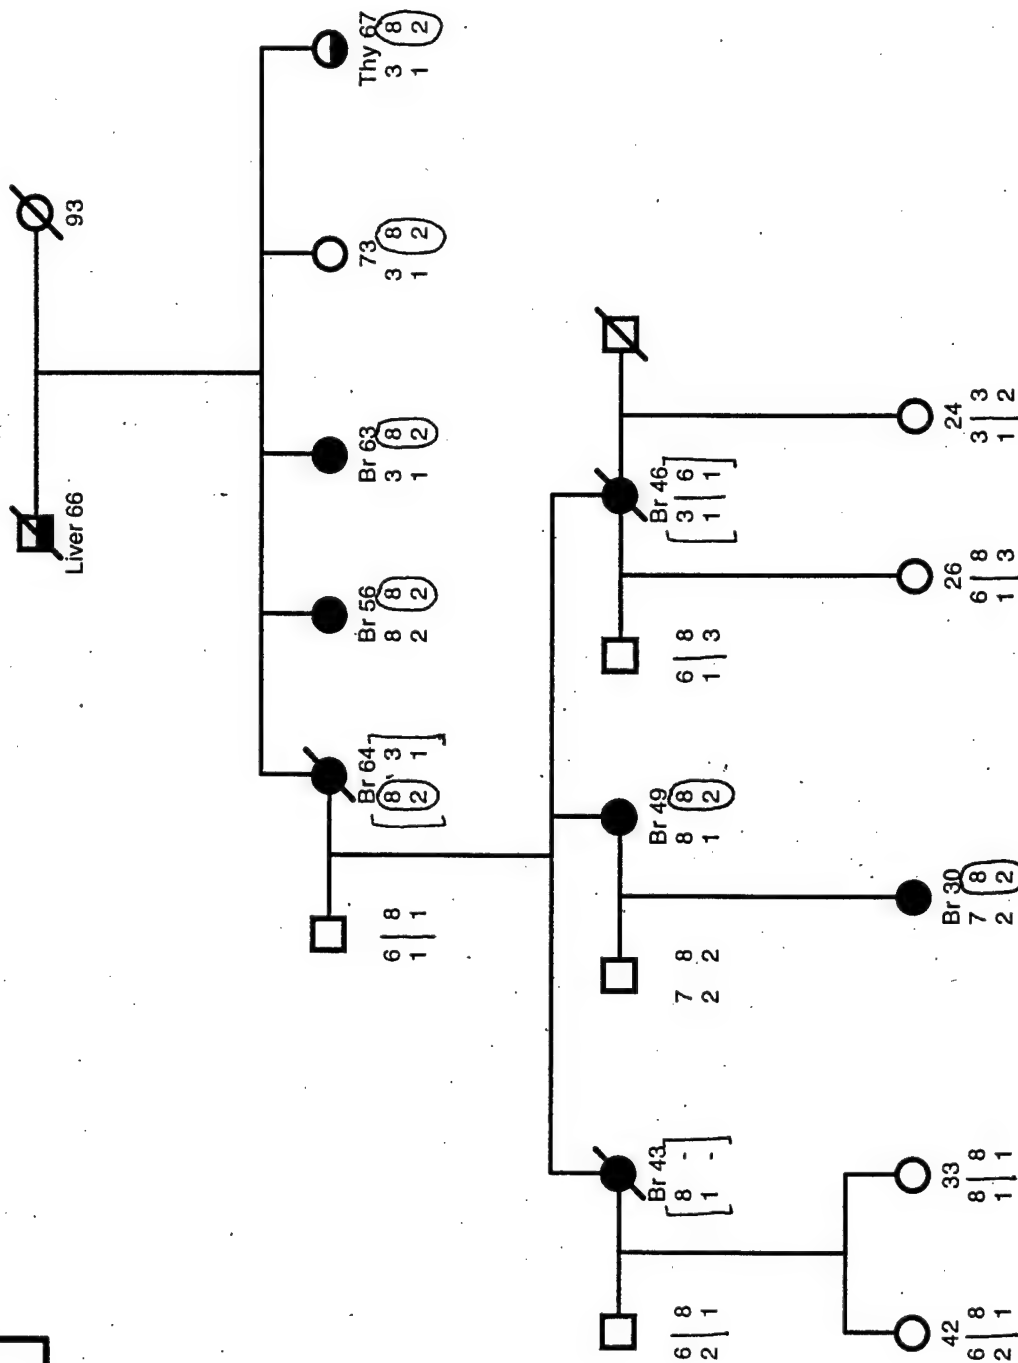 Liver 66
93
6 | 8
1 | 1
Br 64
[8 3]
[2 1]
Br 56
8 8
2 2
Br 63
3 8
1 2
73
3 8
1 2
Thy 67
3 8
1 2
6 | 8
2 | 1
Br 43
[8 -]
[1 -]
7 8
2 2
Br 49
8 8
1 2
6 | 8
1 | 3
Br 46
[3 | 6]
[1 | 1]
42
6 | 8
2 | 1
33
8 | 8
1 | 1
Br 30
7 8
2 2
26
6 | 8
1 | 3
24
3 | 3
1 | 2